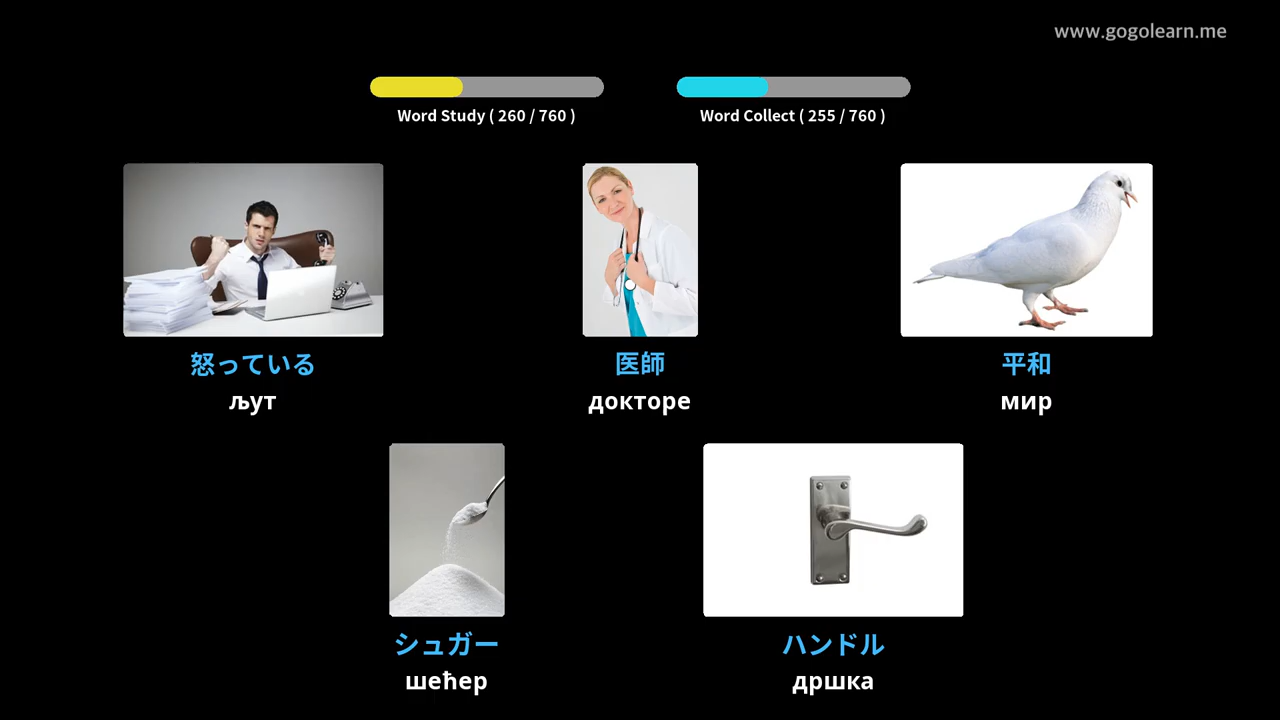 www.gogolearn.me
Word Study ( 260 / 760 )
Word Collect ( 255 / 760 )
怒っている
љут
医師
докторе
平和
мир
シュガー
шећер
ハンドル
дршка